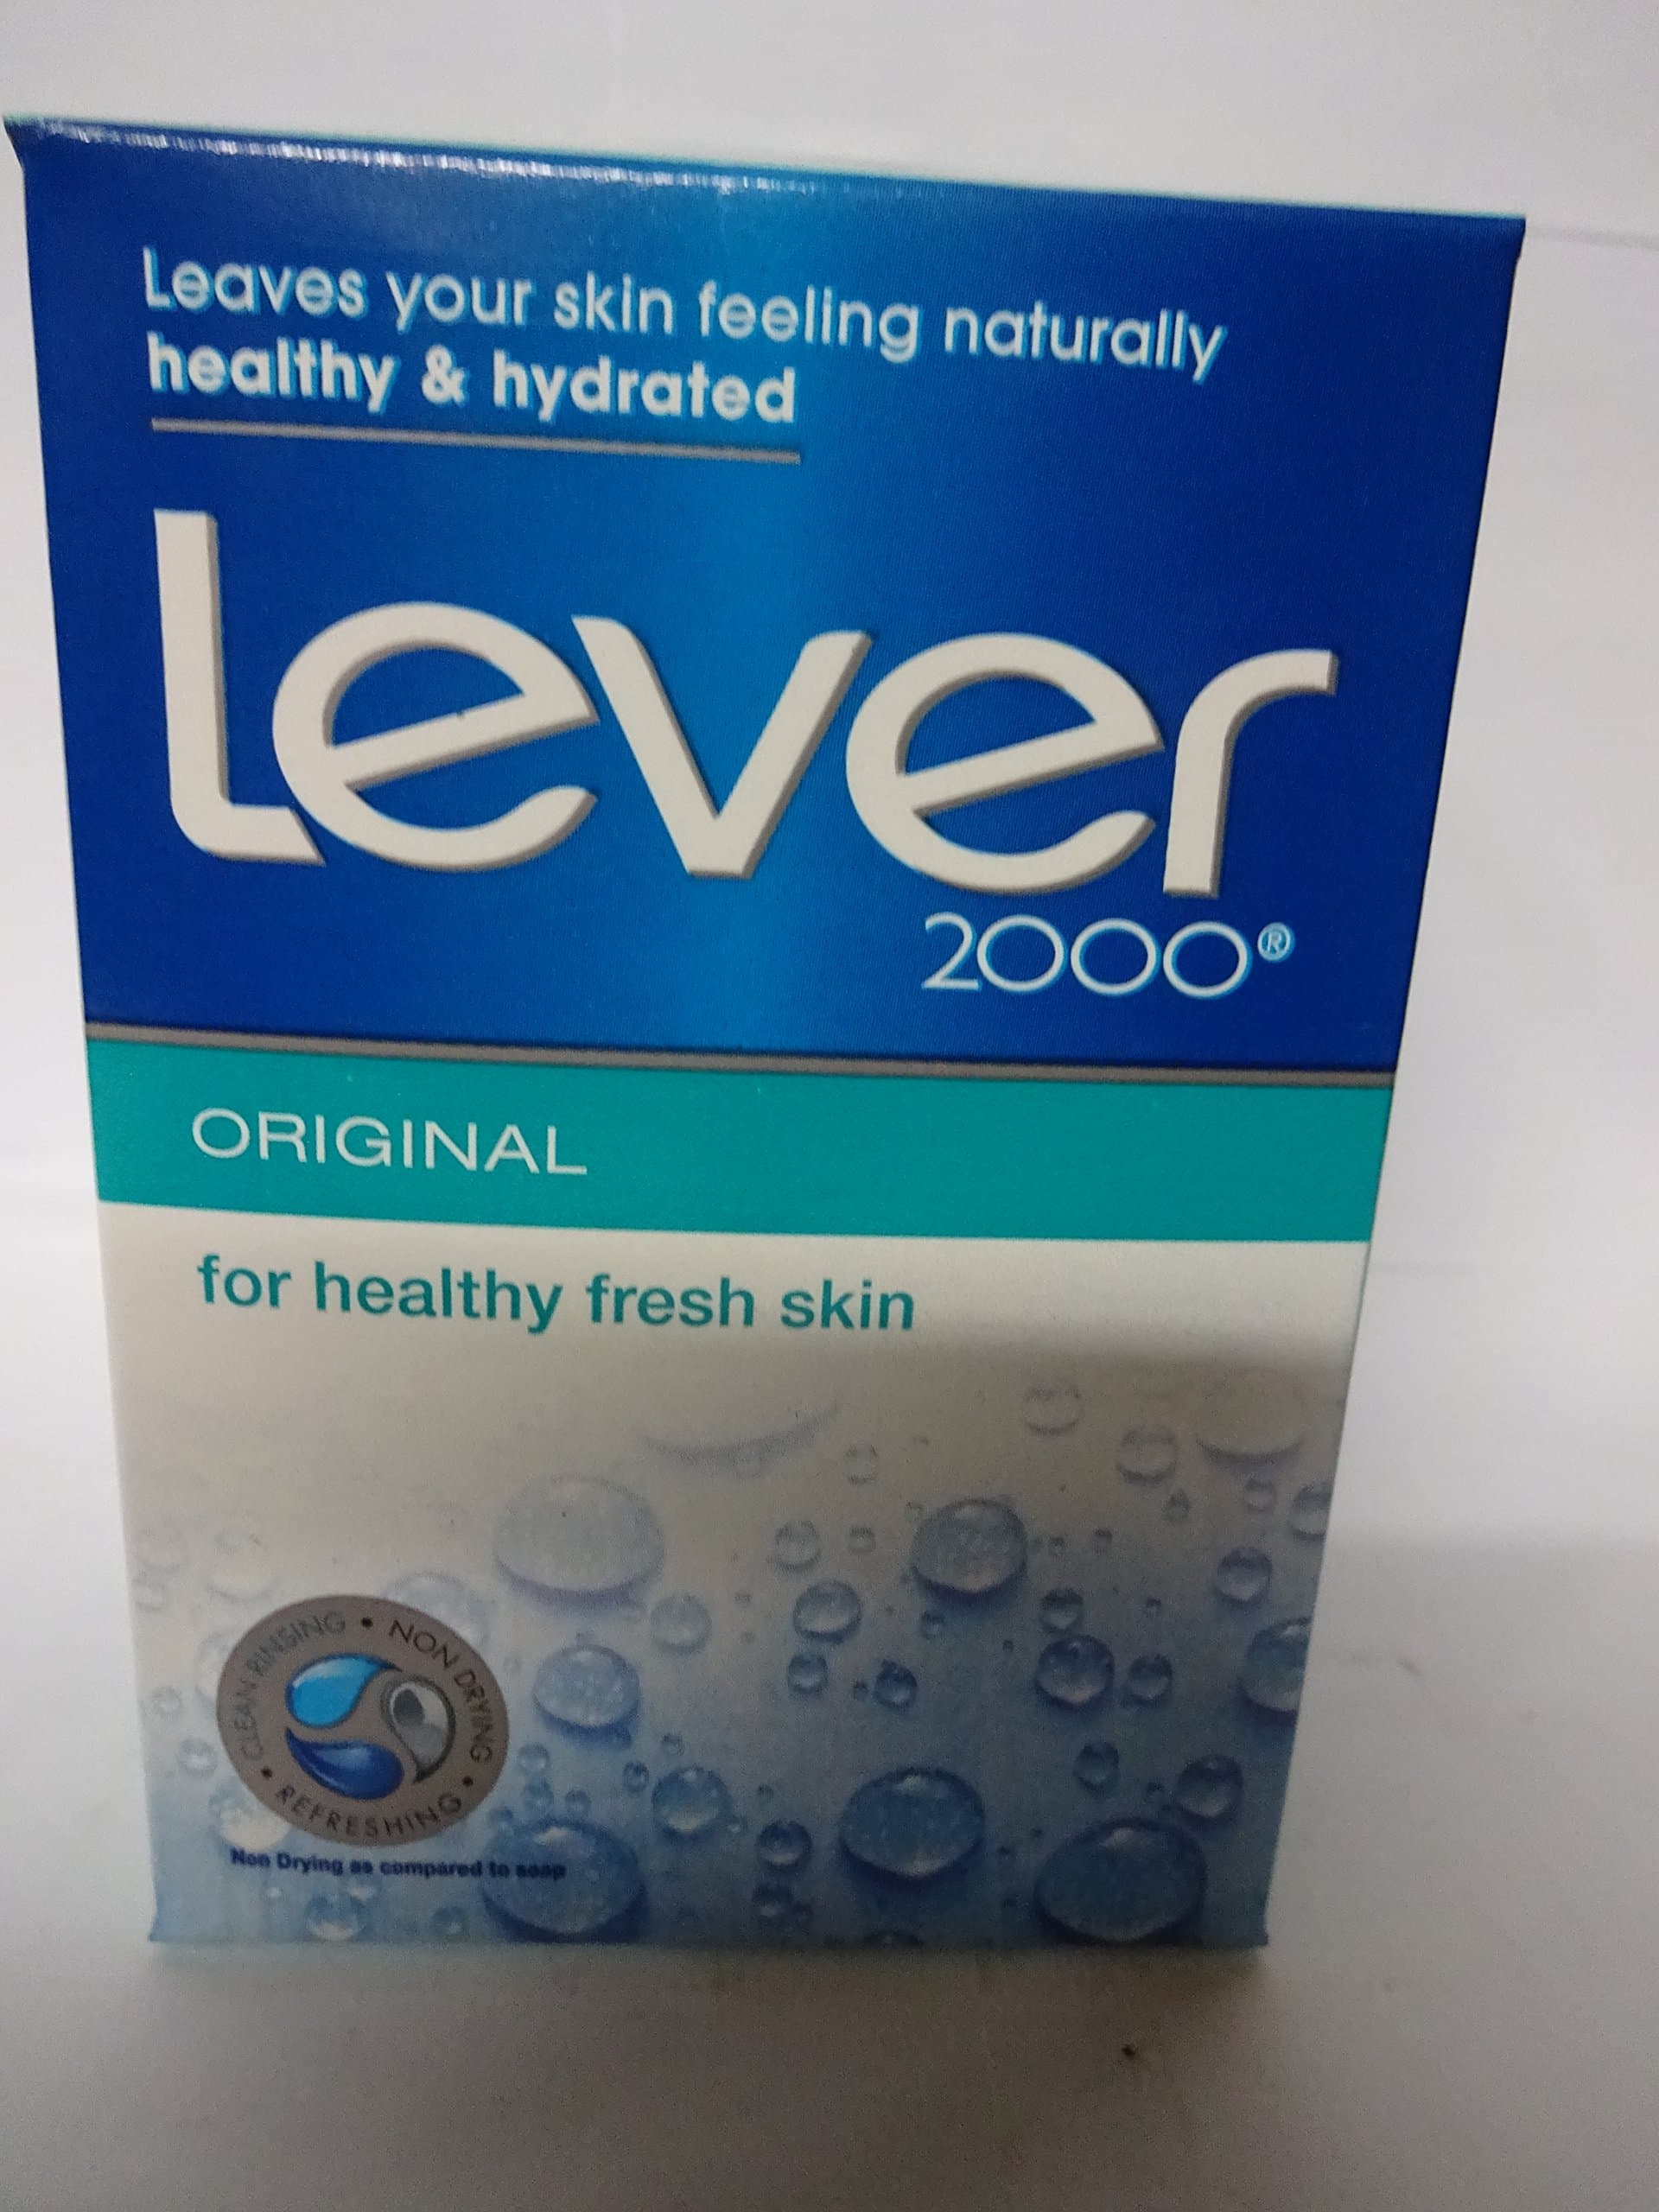 Leaves your skin feeling naturally
healthy & hydrated
Lever
2000®
ORIGINAL
for healthy fresh skin
CLEAN RINSING • NON DRYING • REFRESHING •
Non Drying as compared to soap